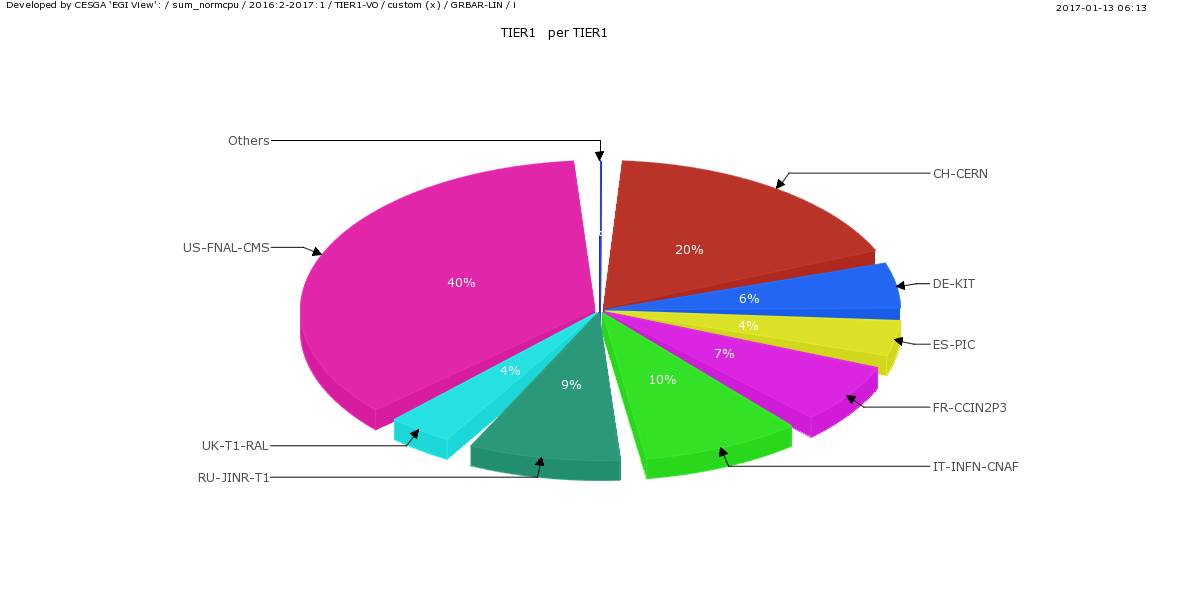 Developed by CESGA 'EGI View': / sum_normcpu / 2016:2-2017:1 / TIER1-VO / custom (x) / GRBAR-LIN / l
2017-01-13 06:13
TIER1 per TIER1
Others
CH-CERN
US-FNAL-CMS
20%
40%
DE-KIT
6%
4%
ES-PIC
7%
4%
10%
9%
FR-CCIN2P3
UK-T1-RAL
IT-INFN-CNAF
RU-JINR-T1